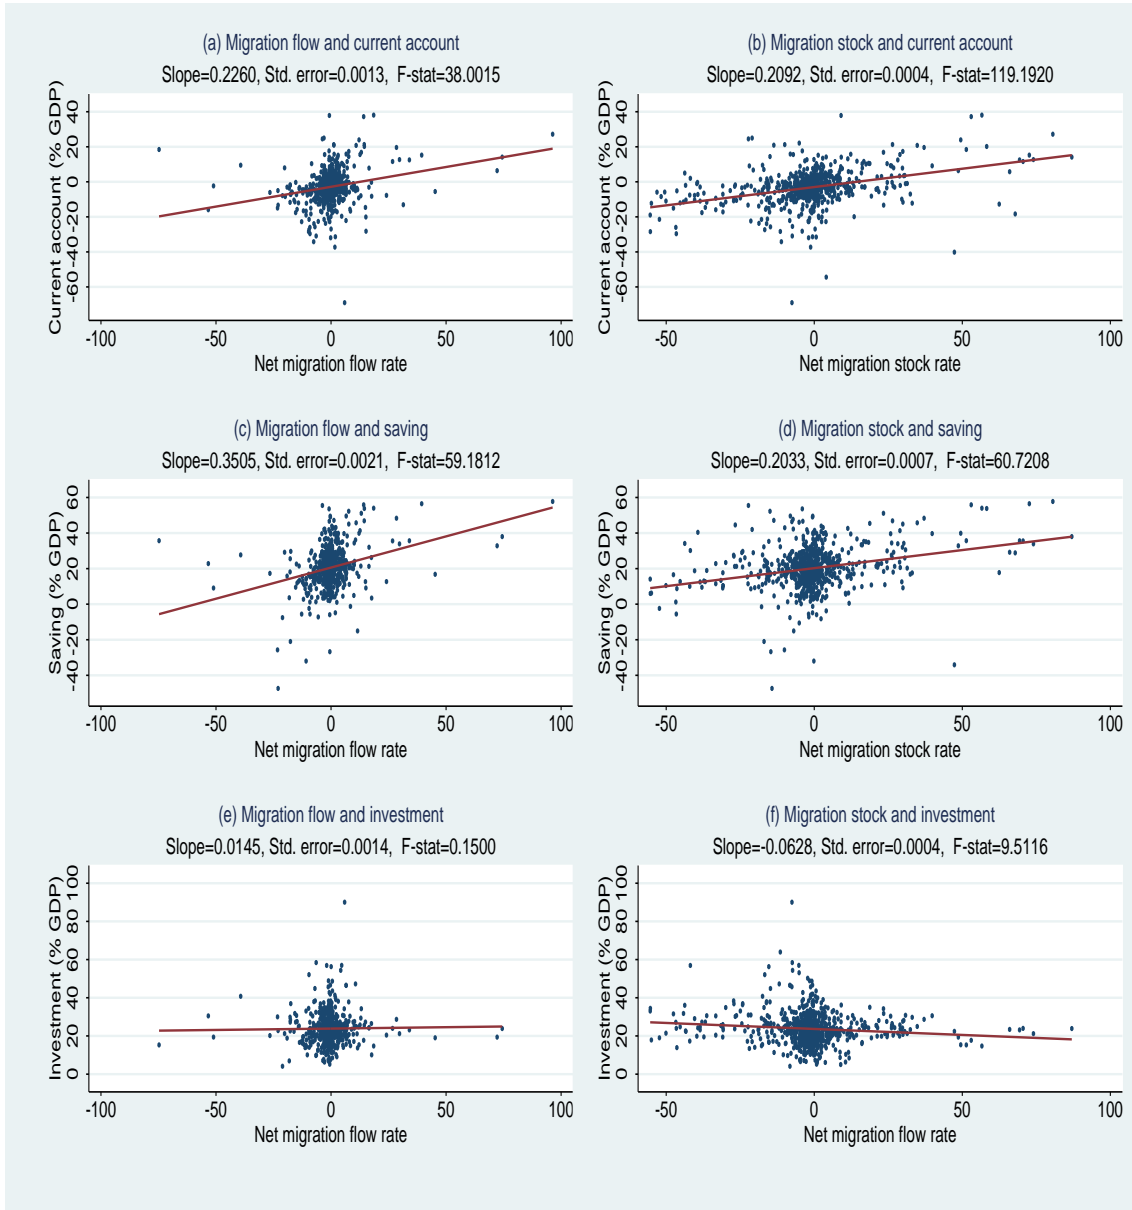 (a) Migration flow and current account
Slope=0.2260, Std. error=0.0013, F-stat=38.0015
Current account (% GDP)
-60 -40 -20 0 20 40
-100 -50 0 50 100
Net migration flow rate
(b) Migration stock and current account
Slope=0.2092, Std. error=0.0004, F-stat=119.1920
Current account (% GDP)
-60 -40 -20 0 20 40
-50 0 50 100
Net migration stock rate
(c) Migration flow and saving
Slope=0.3505, Std. error=0.0021, F-stat=59.1812
Saving (% GDP)
-40 -20 0 20 40 60
-100 -50 0 50 100
Net migration flow rate
(d) Migration stock and saving
Slope=0.2033, Std. error=0.0007, F-stat=60.7208
Saving (% GDP)
-40 -20 0 20 40 60
-50 0 50 100
Net migration stock rate
(e) Migration flow and investment
Slope=0.0145, Std. error=0.0014, F-stat=0.1500
Investment (% GDP)
0 20 40 60 80 100
-100 -50 0 50 100
Net migration flow rate
(f) Migration stock and investment
Slope=-0.0628, Std. error=0.0004, F-stat=9.5116
Investment (% GDP)
0 20 40 60 80 100
-50 0 50 100
Net migration flow rate